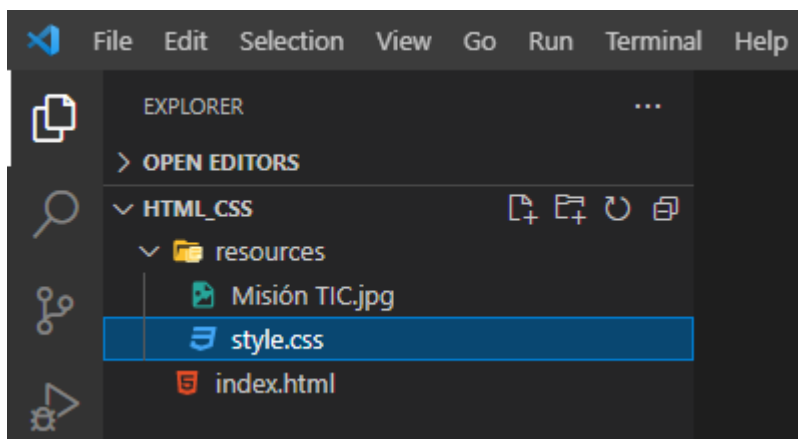 File Edit Selection View Go Run Terminal Help
EXPLORER
OPEN EDITORS
HTML_CSS
resources
Misión TIC.jpg
style.css
index.html